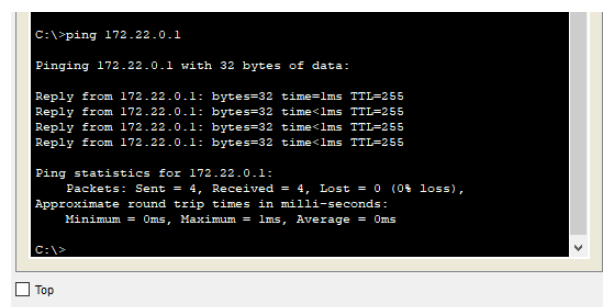 C:\>ping 172.22.0.1
Pinging 172.22.0.1 with 32 bytes of data:
Reply from 172.22.0.1: bytes=32 time=1ms TTL=255
Reply from 172.22.0.1: bytes=32 time<1ms TTL=255
Reply from 172.22.0.1: bytes=32 time<1ms TTL=255
Reply from 172.22.0.1: bytes=32 time<1ms TTL=255
Ping statistics for 172.22.0.1:
    Packets: Sent = 4, Received = 4, Lost = 0 (0% loss),
Approximate round trip times in milli-seconds:
    Minimum = 0ms, Maximum = 1ms, Average = 0ms
C:\>
Top